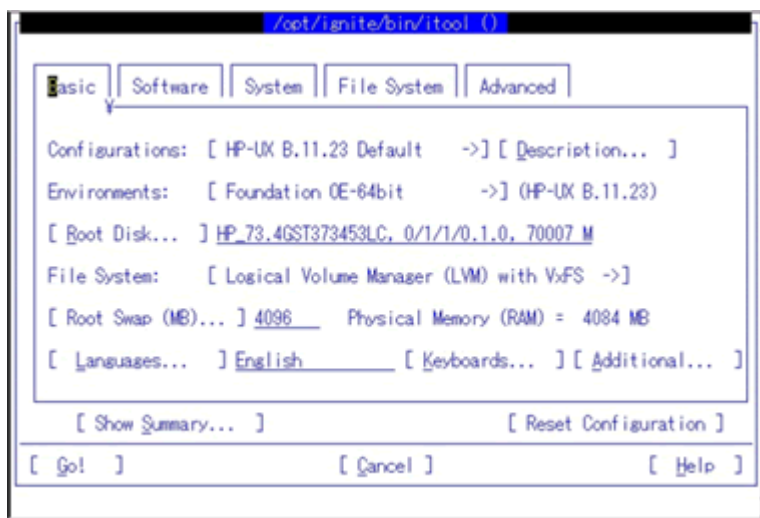 /opt/ignite/bin/itool ()
Basic Software System File System Advanced
¥
Configurations: [ HP-UX B.11.23 Default ->] [ Description... ]
Environments: [ Foundation OE-64bit ->] (HP-UX B.11.23)
[ Root Disk... ] HP_73.4GST373453LC, 0/1/1/0.1.0, 70007 M
File System: [ Logical Volume Manager (LVM) with VxFS ->]
[ Root Swap (MB)... ] 4096 Physical Memory (RAM) = 4084 MB
[ Languages... ] English [ Keyboards... ] [ Additional... ]
[ Show Summary... ] [ Reset Configuration ]
[ Go! ] [ Cancel ] [ Help ]